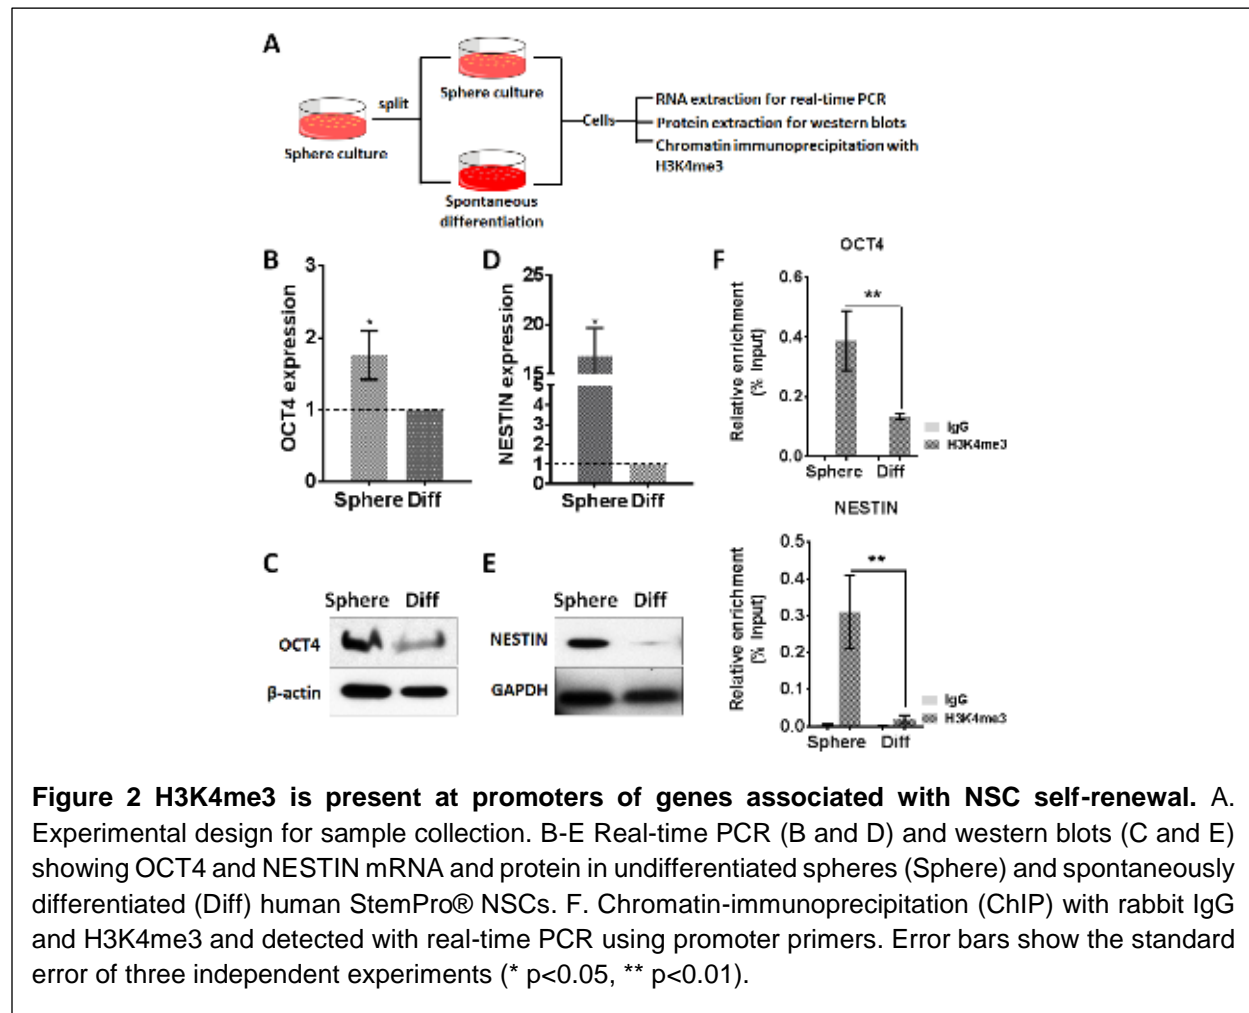 A
split
Sphere culture
Sphere culture
Spontaneous
differentiation
Cells
RNA extraction for real-time PCR
Protein extraction for western blots
Chromatin immunoprecipitation with
H3K4me3
B
OCT4 expression
3
2
1
0
*
Sphere Diff
D
NESTIN expression
25
20
15
5
4
3
2
1
0
*
Sphere Diff
F
OCT4
Relative enrichment
(% Input)
0.6
0.4
0.2
0.0
**
Sphere Diff
IgG
H3K4me3
C
Sphere Diff
OCT4
β-actin
E
Sphere Diff
NESTIN
GAPDH
NESTIN
Relative enrichment
(% Input)
0.5
0.4
0.3
0.2
0.1
0.0
**
Sphere Diff
IgG
H3K4me3
Figure 2 H3K4me3 is present at promoters of genes associated with NSC self-renewal. A.
Experimental design for sample collection. B-E Real-time PCR (B and D) and western blots (C and E)
showing OCT4 and NESTIN mRNA and protein in undifferentiated spheres (Sphere) and spontaneously
differentiated (Diff) human StemPro® NSCs. F. Chromatin-immunoprecipitation (ChIP) with rabbit IgG
and H3K4me3 and detected with real-time PCR using promoter primers. Error bars show the standard
error of three independent experiments (* p<0.05, ** p<0.01).